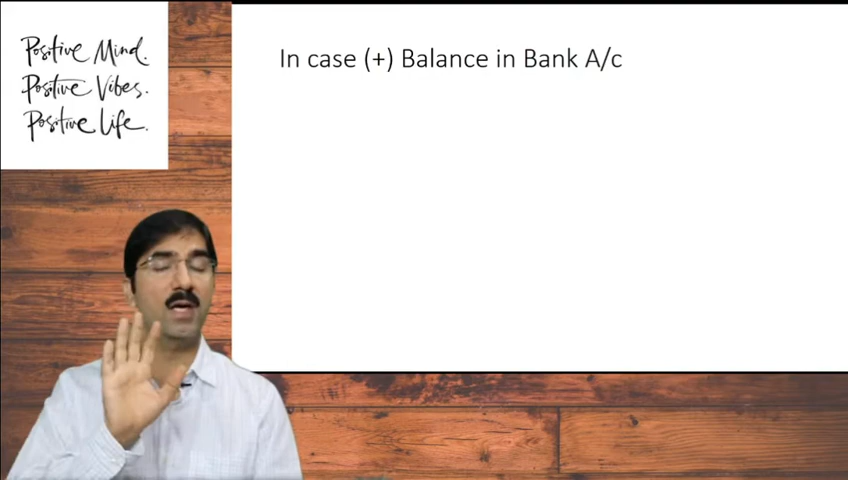 Positive Mind.
Positive Vibes.
Positive Life.
In case (+) Balance in Bank A/c